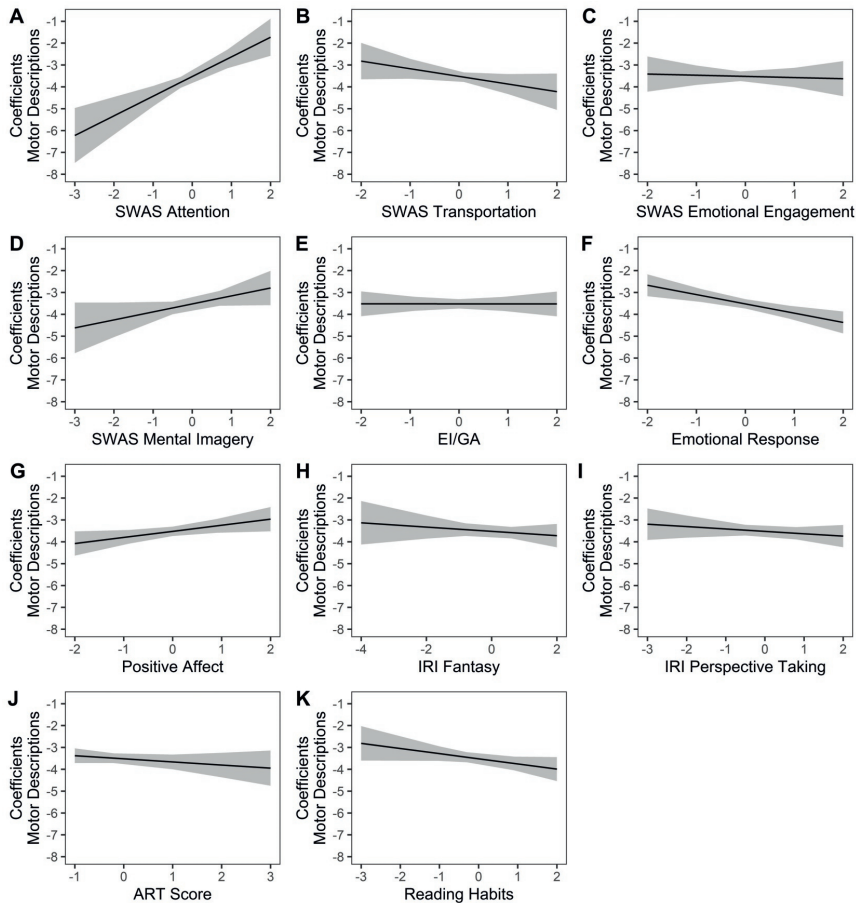 A
B
C
Coefficients
Motor Descriptions
-1
-2
-3
-4
-5
-6
-7
-8
-3 -2 -1 0 1 2
SWAS Attention
Coefficients
Motor Descriptions
-1
-2
-3
-4
-5
-6
-7
-8
-2 -1 0 1 2
SWAS Transportation
Coefficients
Motor Descriptions
-1
-2
-3
-4
-5
-6
-7
-8
-2 -1 0 1 2
SWAS Emotional Engagement
D
E
F
Coefficients
Motor Descriptions
-1
-2
-3
-4
-5
-6
-7
-8
-3 -2 -1 0 1 2
SWAS Mental Imagery
Coefficients
Motor Descriptions
-1
-2
-3
-4
-5
-6
-7
-8
-2 -1 0 1 2
EI/GA
Coefficients
Motor Descriptions
-1
-2
-3
-4
-5
-6
-7
-8
-2 -1 0 1 2
Emotional Response
G
H
I
Coefficients
Motor Descriptions
-1
-2
-3
-4
-5
-6
-7
-8
-2 -1 0 1 2
Positive Affect
Coefficients
Motor Descriptions
-1
-2
-3
-4
-5
-6
-7
-8
-4 -2 0 2
IRI Fantasy
Coefficients
Motor Descriptions
-1
-2
-3
-4
-5
-6
-7
-8
-3 -2 -1 0 1 2
IRI Perspective Taking
J
K
Coefficients
Motor Descriptions
-1
-2
-3
-4
-5
-6
-7
-8
-1 0 1 2 3
ART Score
Coefficients
Motor Descriptions
-1
-2
-3
-4
-5
-6
-7
-8
-3 -2 -1 0 1 2
Reading Habits